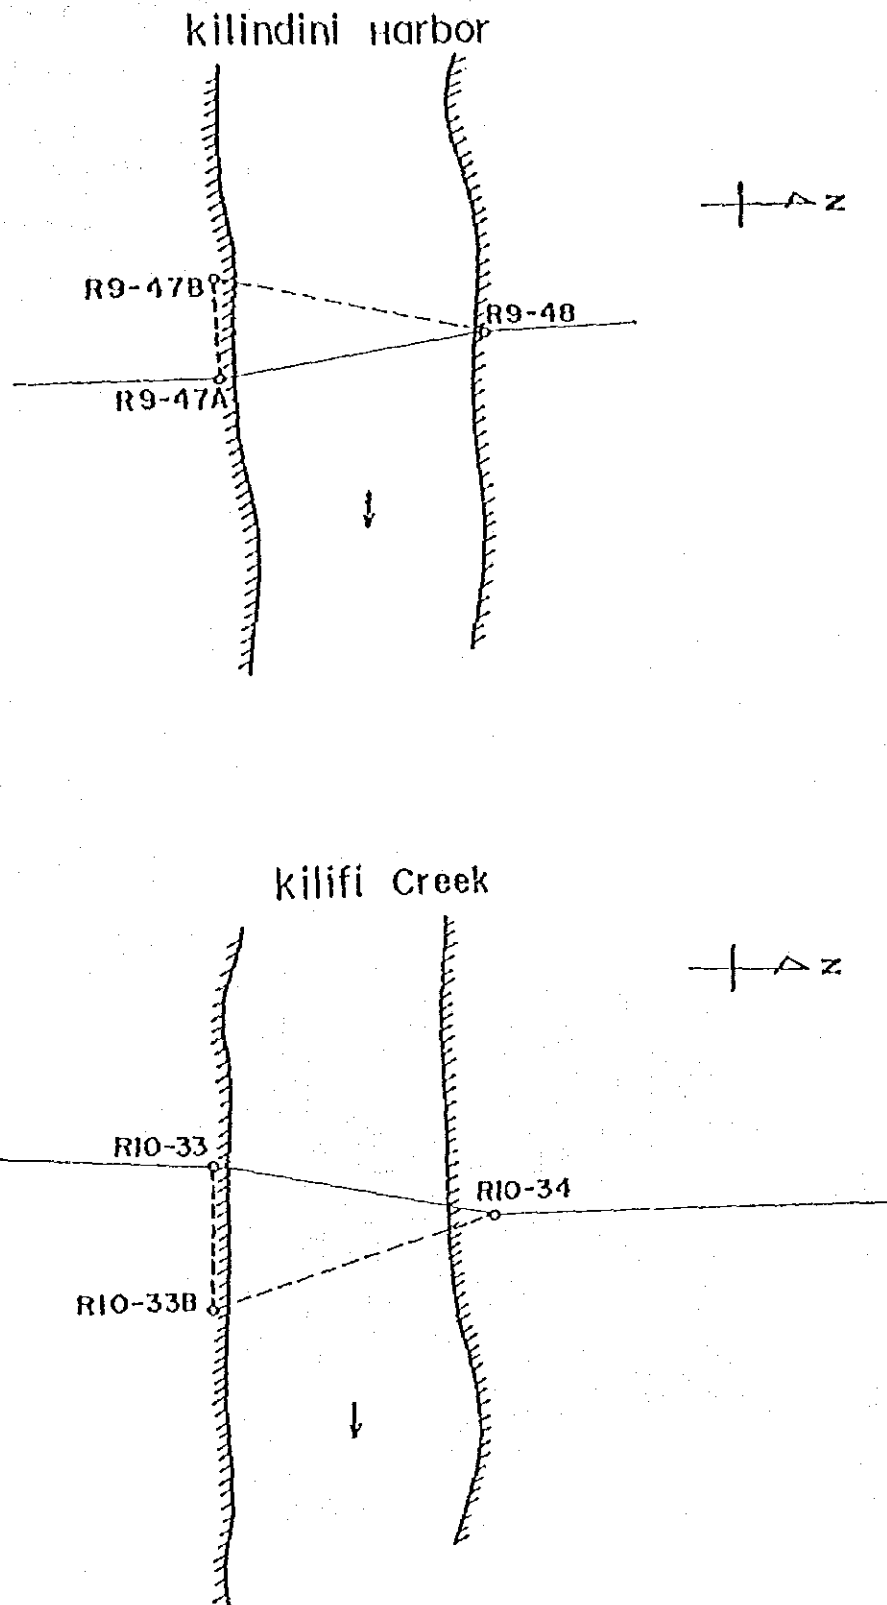 kilindini Harbor
N
R9-47B
R9-48
R9-47A
kilifi Creek
N
R10-33
R10-34
R10-33B